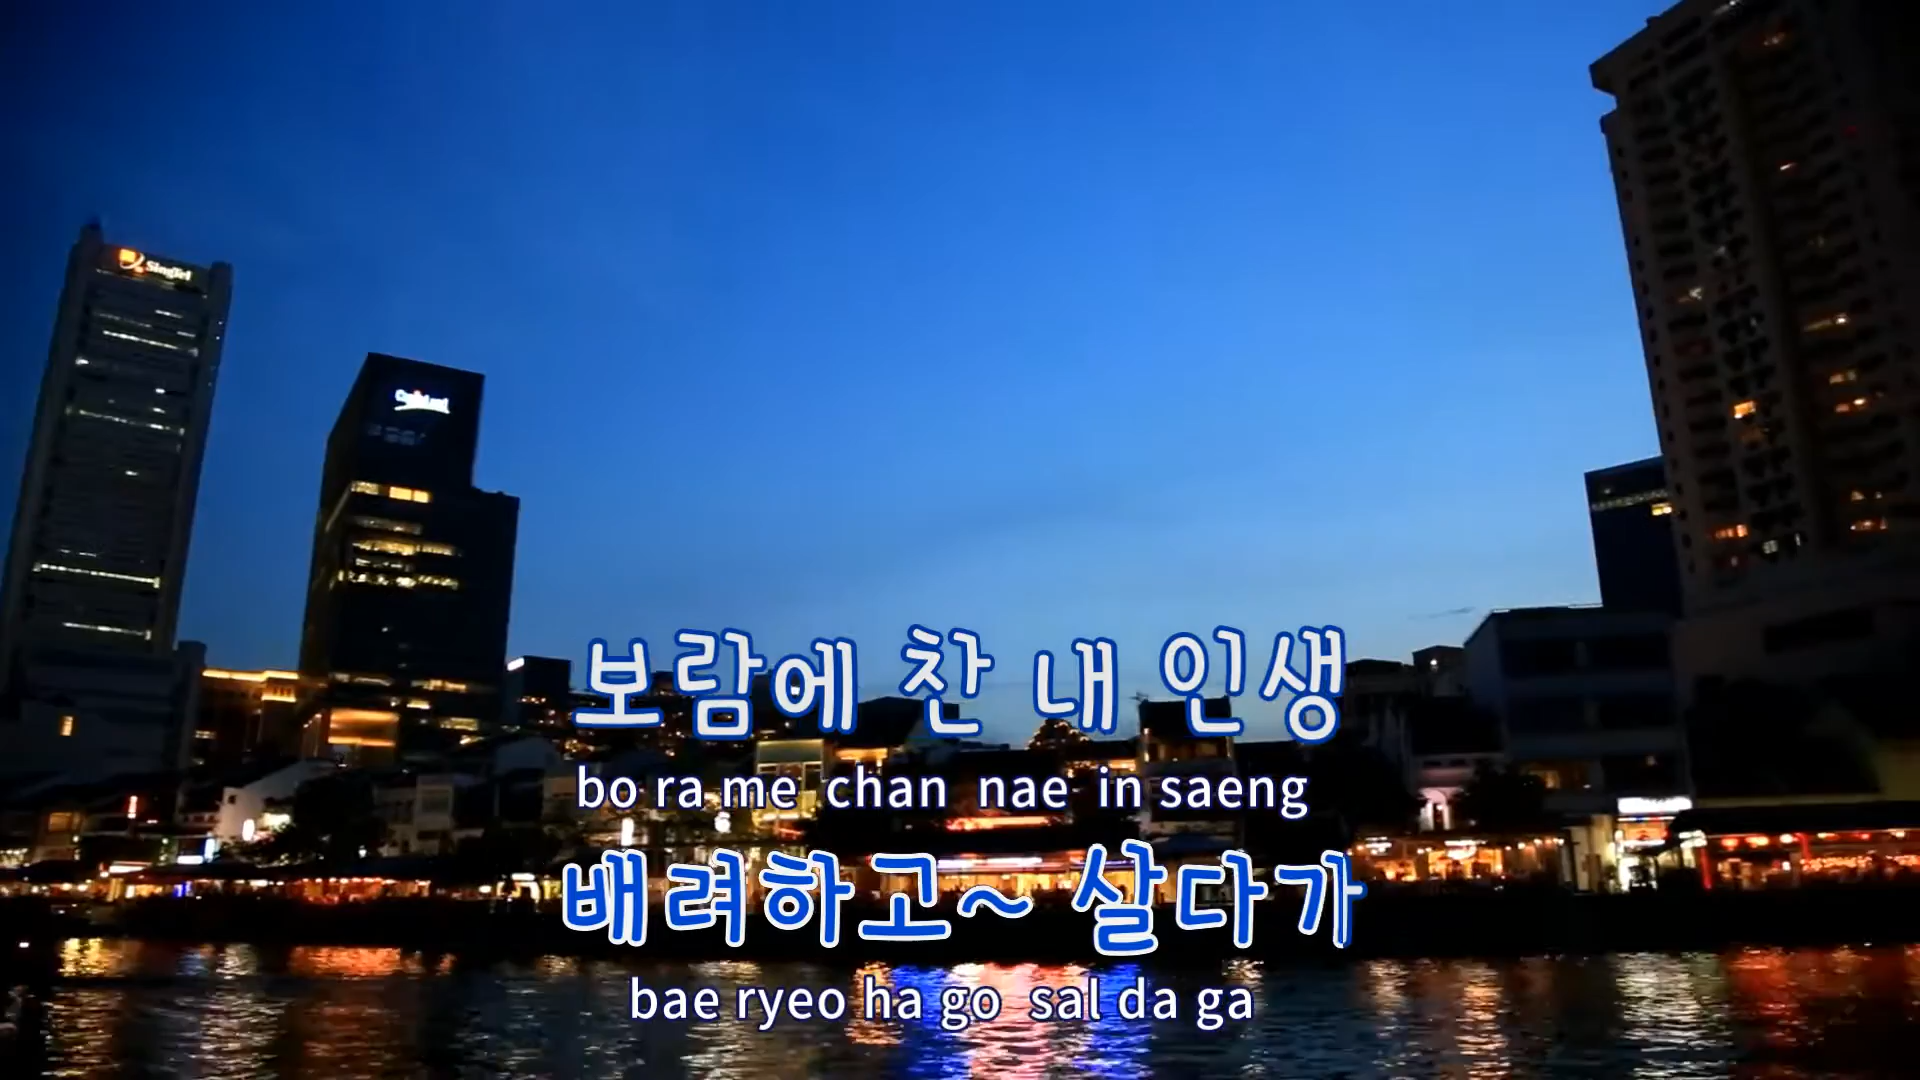 SingTel
보람에 찬 내 인생
bo ra me chan nae in saeng
배려하고~ 살다가
bae ryeo ha go sal da ga